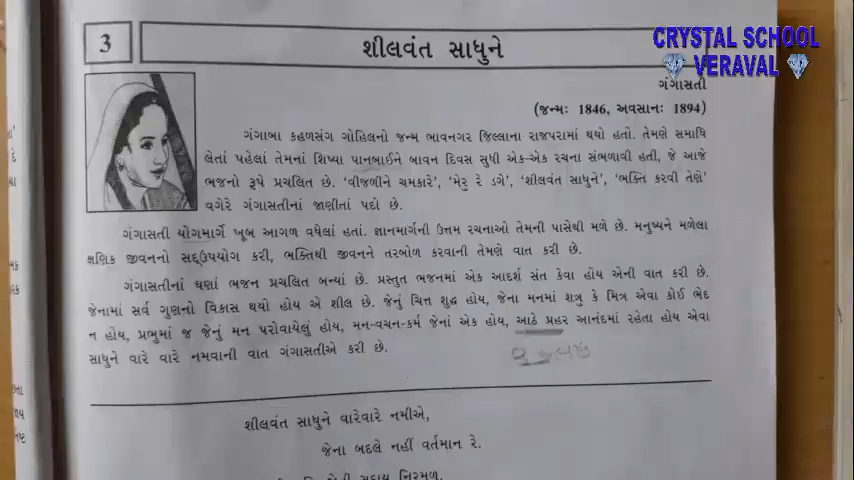 CRYSTAL SCHOOL
VERAVAL
3
શીલવંત સાધુને
ગંગાસતી
(જન્મઃ 1846, અવસાનઃ 1894)
ગંગાબા કહળસંગ ગોહિલનો જન્મ ભાવનગર જિલ્લાના રાજપરામાં થયો હતો. તેમણે સમાધિ
લેતાં પહેલાં તેમનાં શિષ્યા પાનબાઈને બાવન દિવસ સુધી એક-એક રચના સંભળાવી હતી, જે આજે
ભજનો રૂપે પ્રચલિત છે. ‘વીજળીને ચમકારે’, ‘મેરુ રે ડગે’, ‘શીલવંત સાધુને’, ‘ભક્તિ કરવી તેણે’
વગેરે ગંગાસતીનાં જાણીતાં પદો છે.
ગંગાસતી યોગમાર્ગે ખૂબ આગળ વધેલાં હતાં. જ્ઞાનમાર્ગની ઉત્તમ રચનાઓ તેમની પાસેથી મળે છે. મનુષ્યને મળેલા
ક્ષણિક જીવનનો સદ્ઉપયોગ કરી, ભક્તિથી જીવનને તરબોળ કરવાની તેમણે વાત કરી છે.
ગંગાસતીનાં ઘણાં ભજન પ્રચલિત બન્યાં છે. પ્રસ્તુત ભજનમાં એક આદર્શ સંત કેવા હોય એની વાત કરી છે.
જેનામાં સર્વ ગુણનો વિકાસ થયો હોય એ શીલ છે. જેનું ચિત્ત શુદ્ધ હોય, જેના મનમાં શત્રુ કે મિત્ર એવા કોઈ ભેદ
ન હોય, પ્રભુમાં જ જેનું મન પરોવાયેલું હોય, મન-વચન-કર્મ જેનાં એક હોય, આઠે પ્રહર આનંદમાં રહેતા હોય એવા
સાધુને વારે વારે નમવાની વાત ગંગાસતીએ કરી છે.
શીલવંત સાધુને વારેવારે નમીએ,
જેના બદલે નહીં વર્તમાન રે.